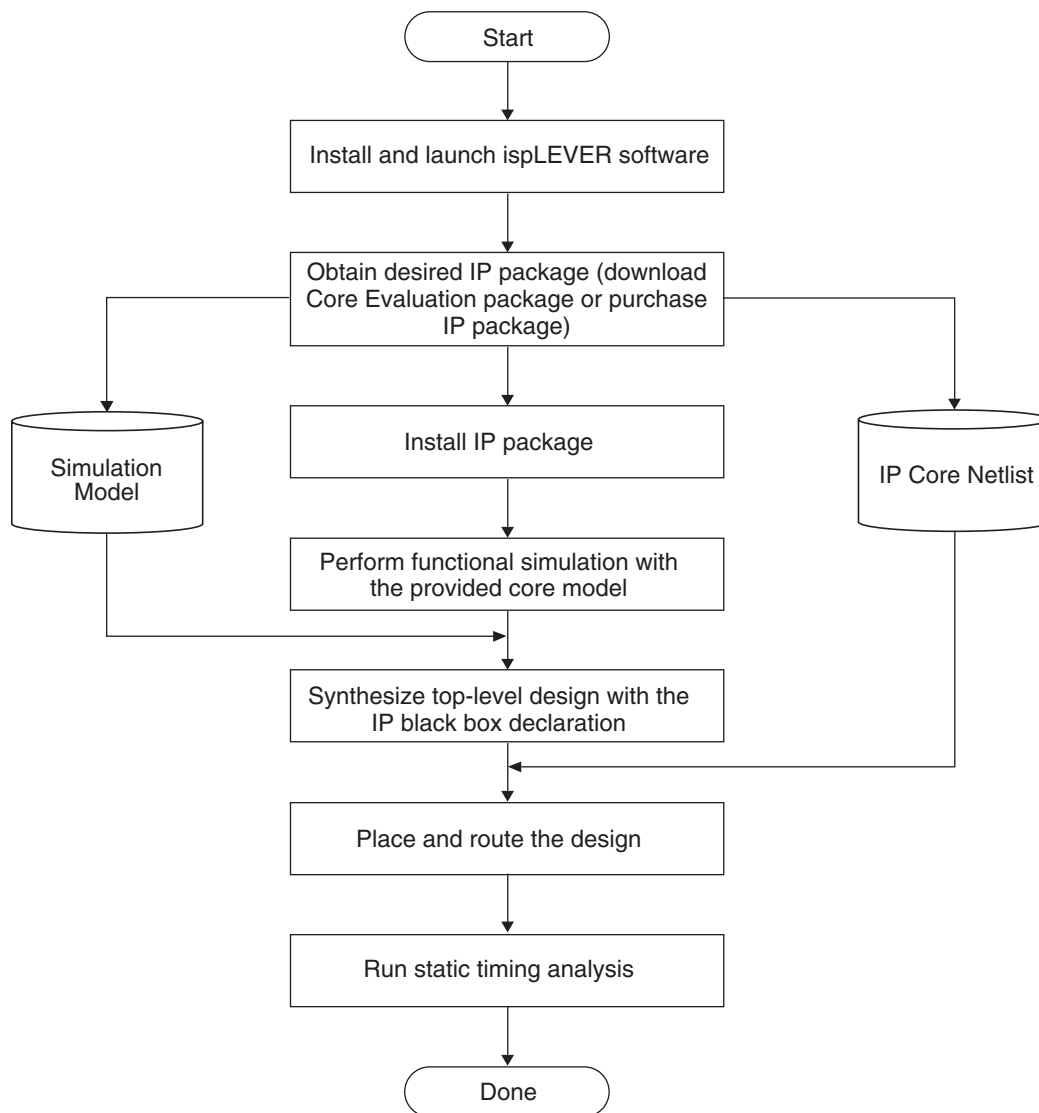 Start
Install and launch ispLEVER software
Obtain desired IP package (download
Core Evaluation package or purchase
IP package)
Simulation
Model
Install IP package
IP Core Netlist
Perform functional simulation with
the provided core model
Synthesize top-level design with the
IP black box declaration
Place and route the design
Run static timing analysis
Done